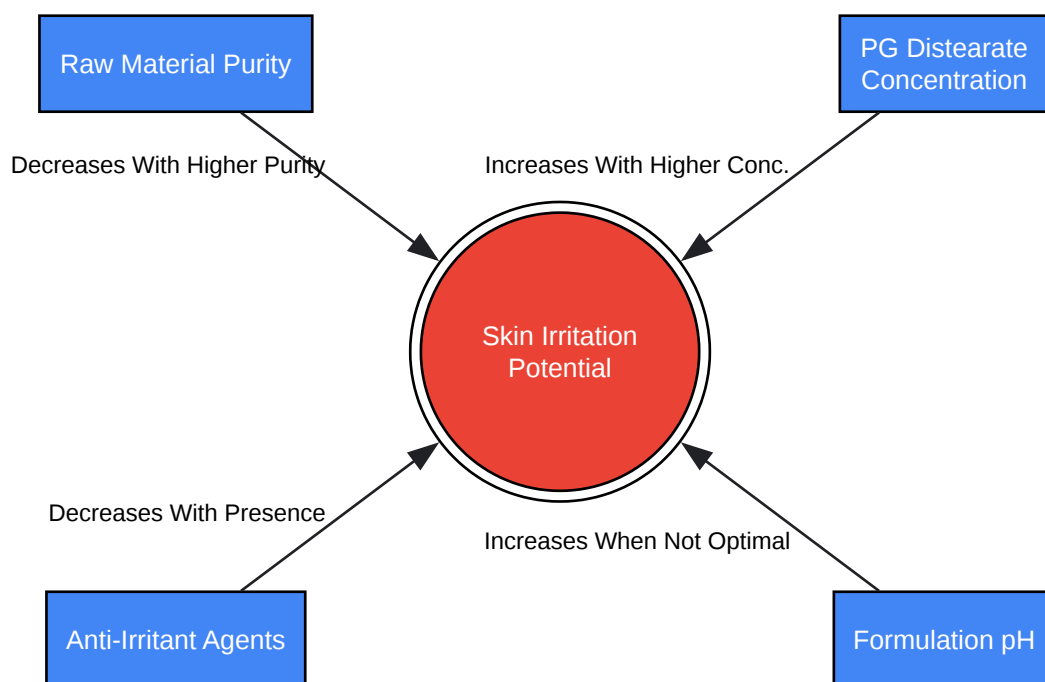 Raw Material Purity
PG Distearate
Concentration
Decreases With Higher Purity
Increases With Higher Conc.
Skin Irritation
Potential
Decreases With Presence
Increases When Not Optimal
Anti-Irritant Agents
Formulation pH